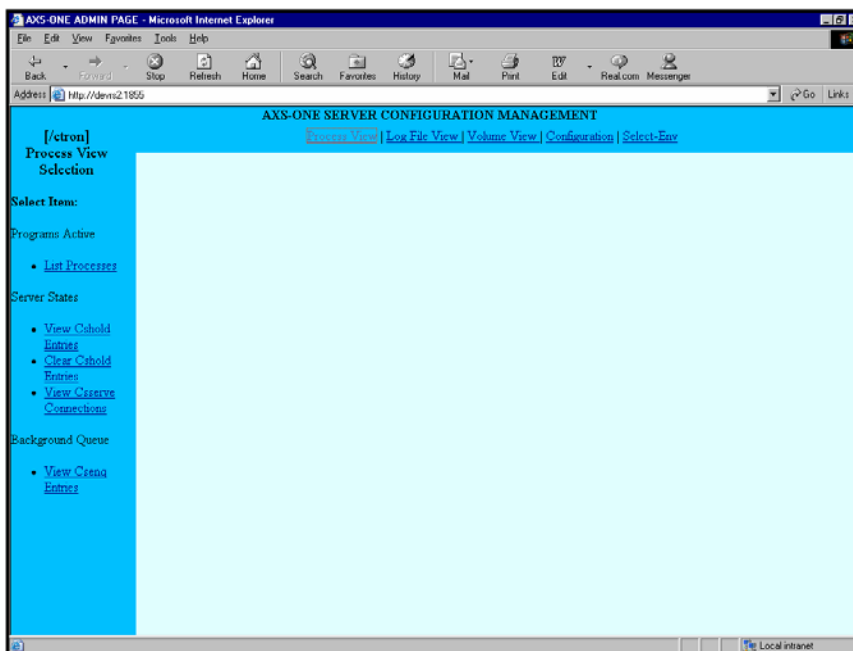 AXS-ONE ADMIN PAGE - Microsoft Internet Explorer
File Edit View Favorites Tools Help
Back Forward Stop Refresh Home Search Favorites History Mail Print Edit Real.com Messenger
Address http://devrs2:1855 Go Links
AXS-ONE SERVER CONFIGURATION MANAGEMENT
Process View | Log File View | Volume View | Configuration | Select-Env
[/ctron]
Process View
Selection
Select Item:
Programs Active
• List Processes
Server States
• View Cshold
Entries
• Clear Cshold
Entries
• View Csserve
Connections
Background Queue
• View Csenq
Entries
Local intranet